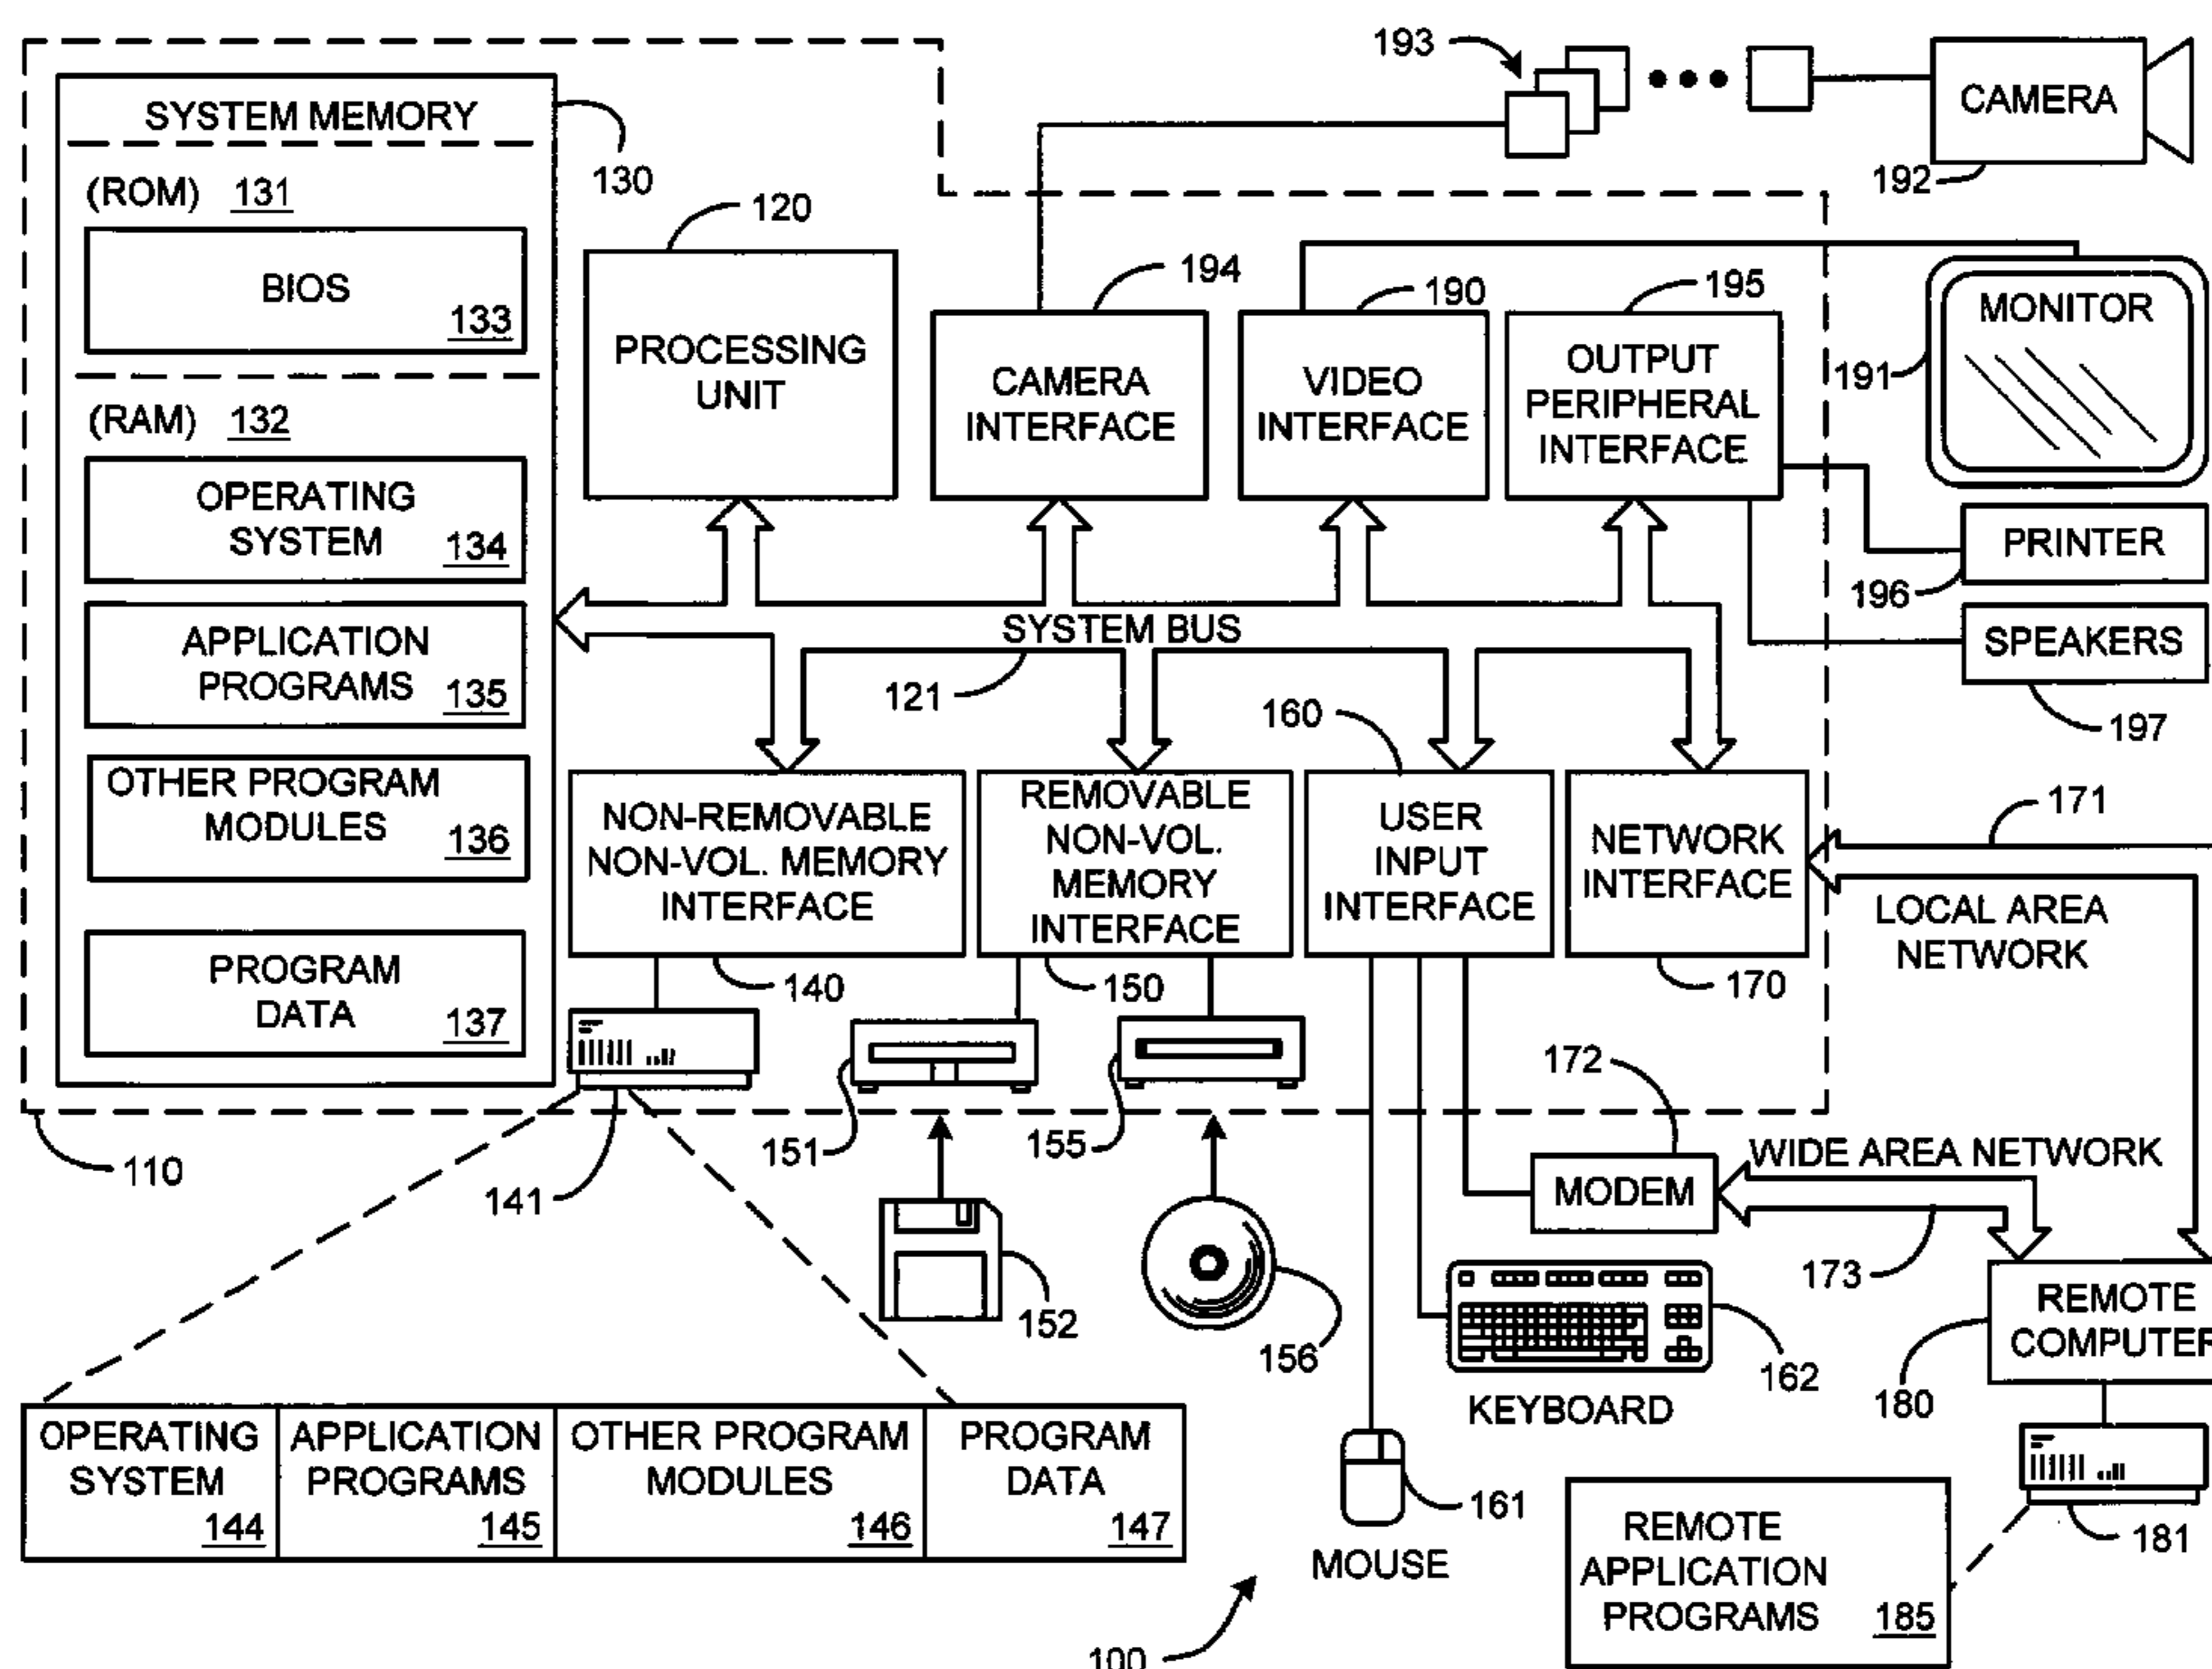 193
CAMERA
192
SYSTEM MEMORY
130
(ROM) 131
BIOS
133
120
PROCESSING
UNIT
194
CAMERA
INTERFACE
190
VIDEO
INTERFACE
195
OUTPUT
PERIPHERAL
INTERFACE
MONITOR
191
(RAM) 132
OPERATING
SYSTEM
134
PRINTER
196
SPEAKERS
197
APPLICATION
PROGRAMS
135
SYSTEM BUS
121
160
OTHER PROGRAM
MODULES
136
NON-REMOVABLE
NON-VOL. MEMORY
INTERFACE
140
REMOVABLE
NON-VOL.
MEMORY
INTERFACE
150
USER
INPUT
INTERFACE
NETWORK
INTERFACE
170
171
LOCAL AREA
NETWORK
PROGRAM
DATA
137
110
141
151
155
152
156
172
MODEM
WIDE AREA NETWORK
173
REMOTE
COMPUTER
180
181
162
KEYBOARD
161
MOUSE
OPERATING
SYSTEM
144
APPLICATION
PROGRAMS
145
OTHER PROGRAM
MODULES
146
PROGRAM
DATA
147
REMOTE
APPLICATION
PROGRAMS
185
100